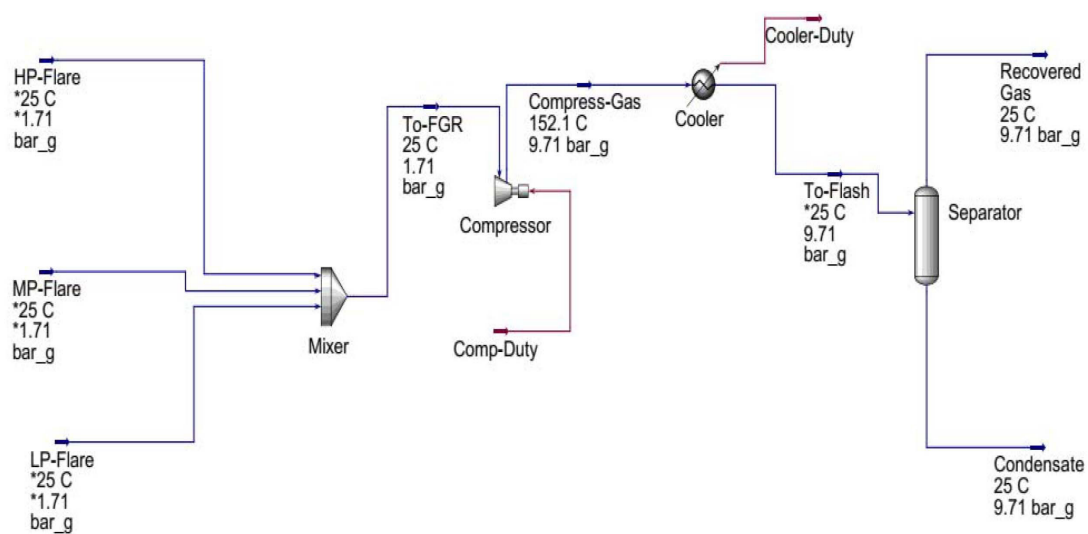 HP-Flare
*25 C
*1.71
bar_g
MP-Flare
*25 C
*1.71
bar_g
LP-Flare
*25 C
*1.71
bar_g
Mixer
To-FGR
25 C
1.71
bar_g
Compressor
Comp-Duty
Compress-Gas
152.1 C
9.71 bar_g
Cooler
Cooler-Duty
To-Flash
*25 C
9.71
bar_g
Separator
Recovered
Gas
25 C
9.71 bar_g
Condensate
25 C
9.71 bar_g